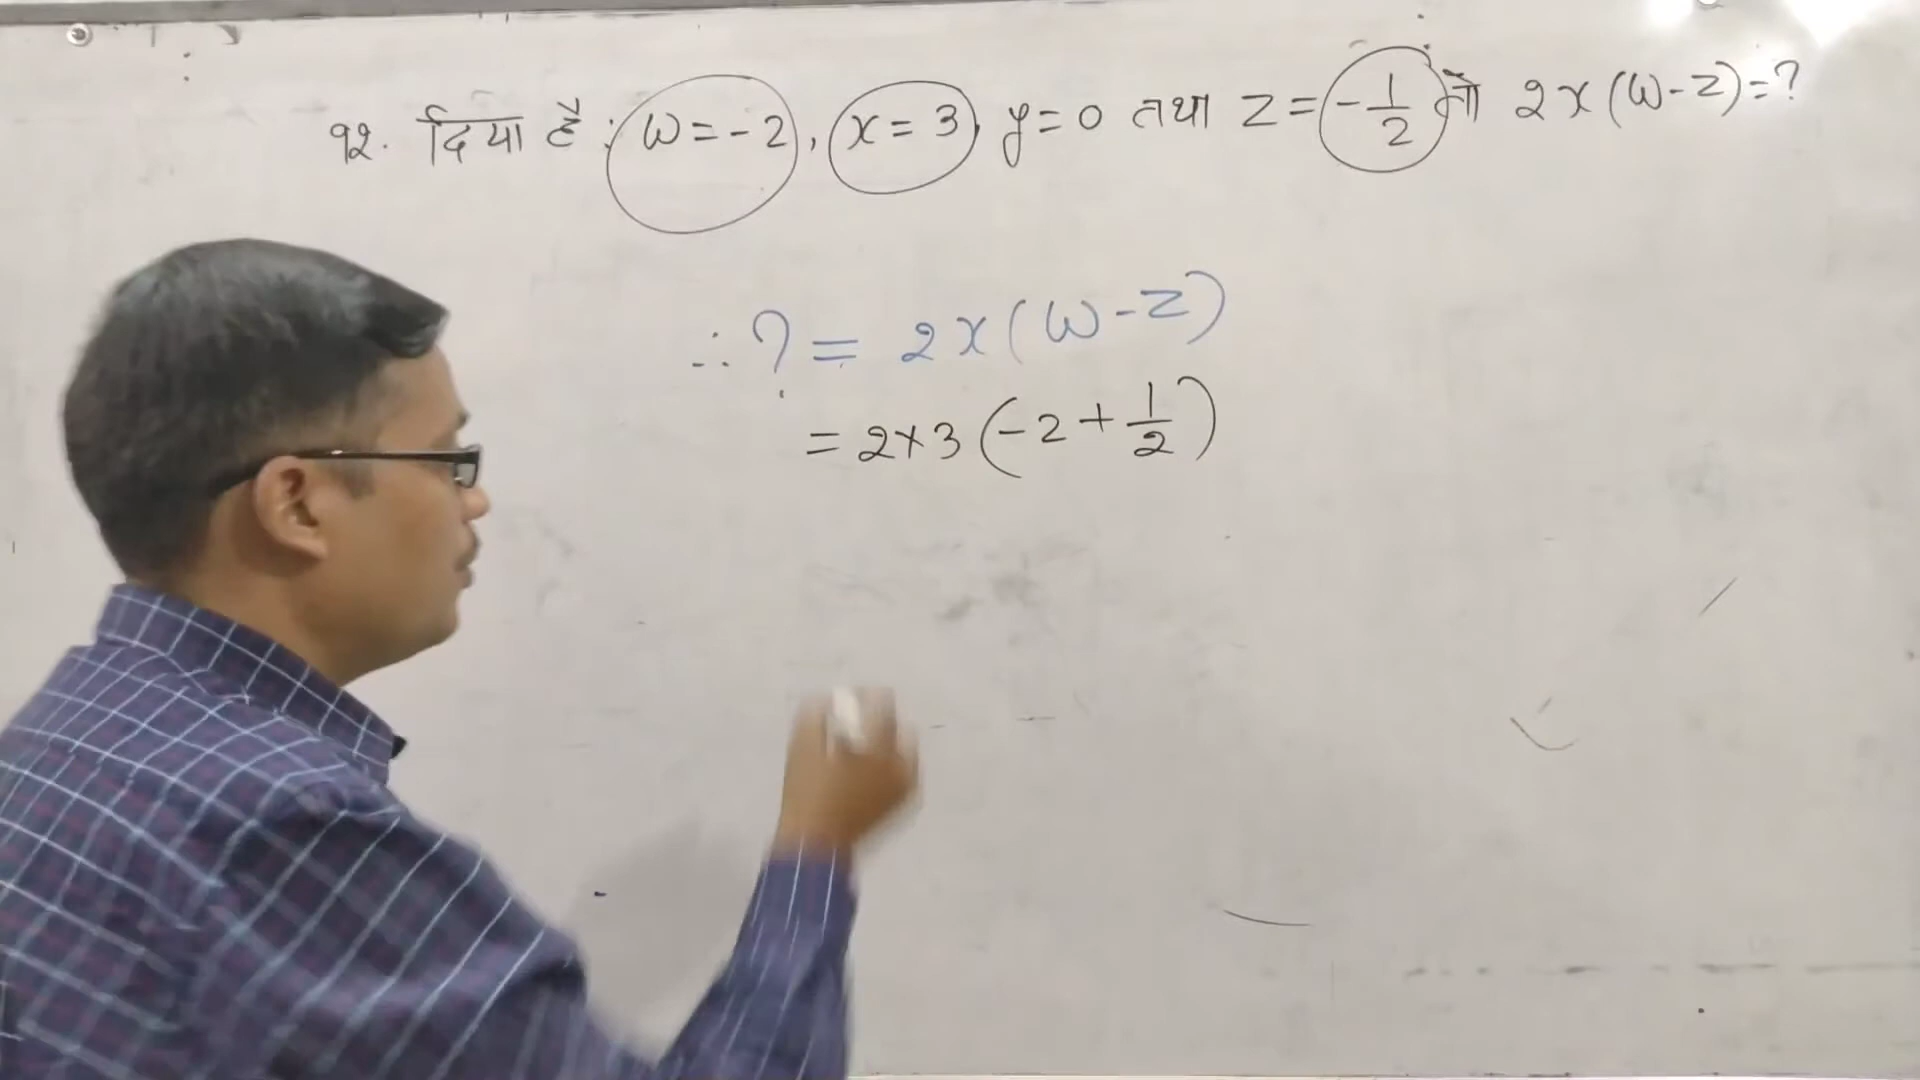 १२. दिया है : w = -2, x = 3, y = 0 तथा z = -1/2 तो 2x(w-z)=?
∴ ? = 2x(w-z)
= 2×3(-2+1/2)